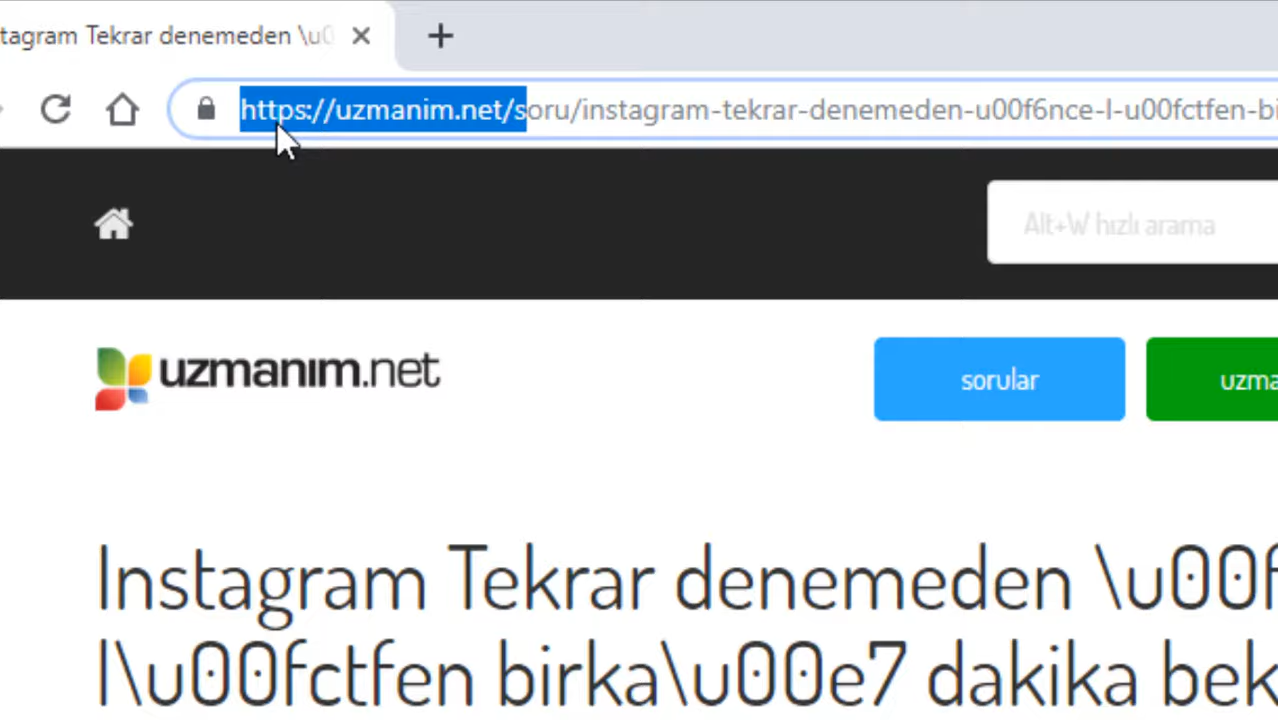 tagram Tekrar denemeden \u0
https://uzmanim.net/soru/instagram-tekrar-denemeden-u00f6nce-l-u00fctfen-bi
Alt+W hızlı arama
uzmanım.net
sorular
uzma
Instagram Tekrar denemeden \u00f
l\u00fctfen birka\u00e7 dakika bek